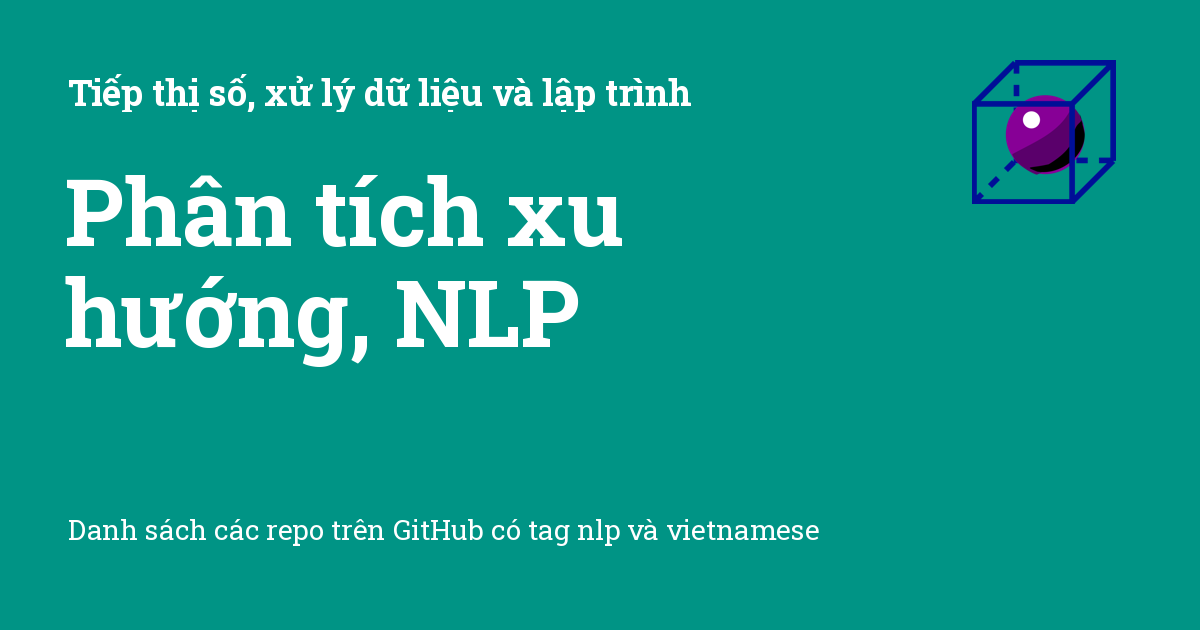 Tiếp thị số, xử lý dữ liệu và lập trình
Phân tích xu
hướng, NLP
Danh sách các repo trên GitHub có tag nlp và vietnamese